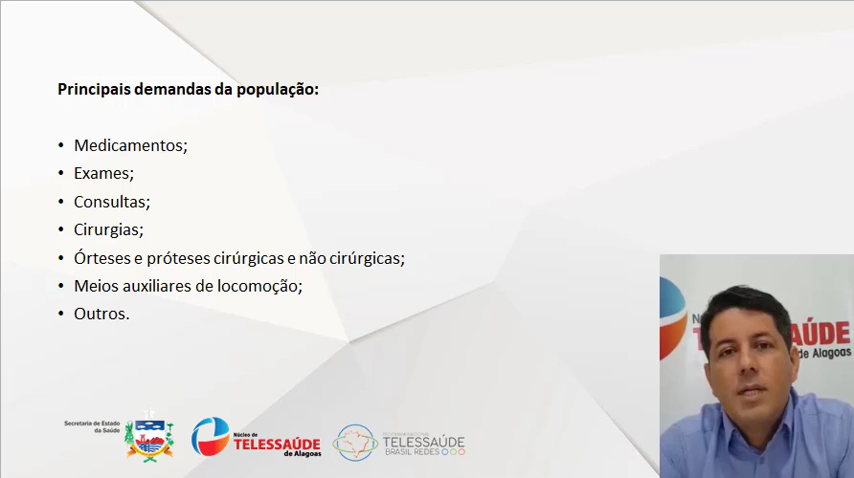 Principais demandas da população:
• Medicamentos;
• Exames;
• Consultas;
• Cirurgias;
• Órteses e próteses cirúrgicas e não cirúrgicas;
• Meios auxiliares de locomoção;
• Outros.
Secretaria de Estado
da Saúde
Núcleo de
TELESSAÚDE
de Alagoas
TELESSAÚDE
BRASIL REDES
AÚDE
de Alagoas